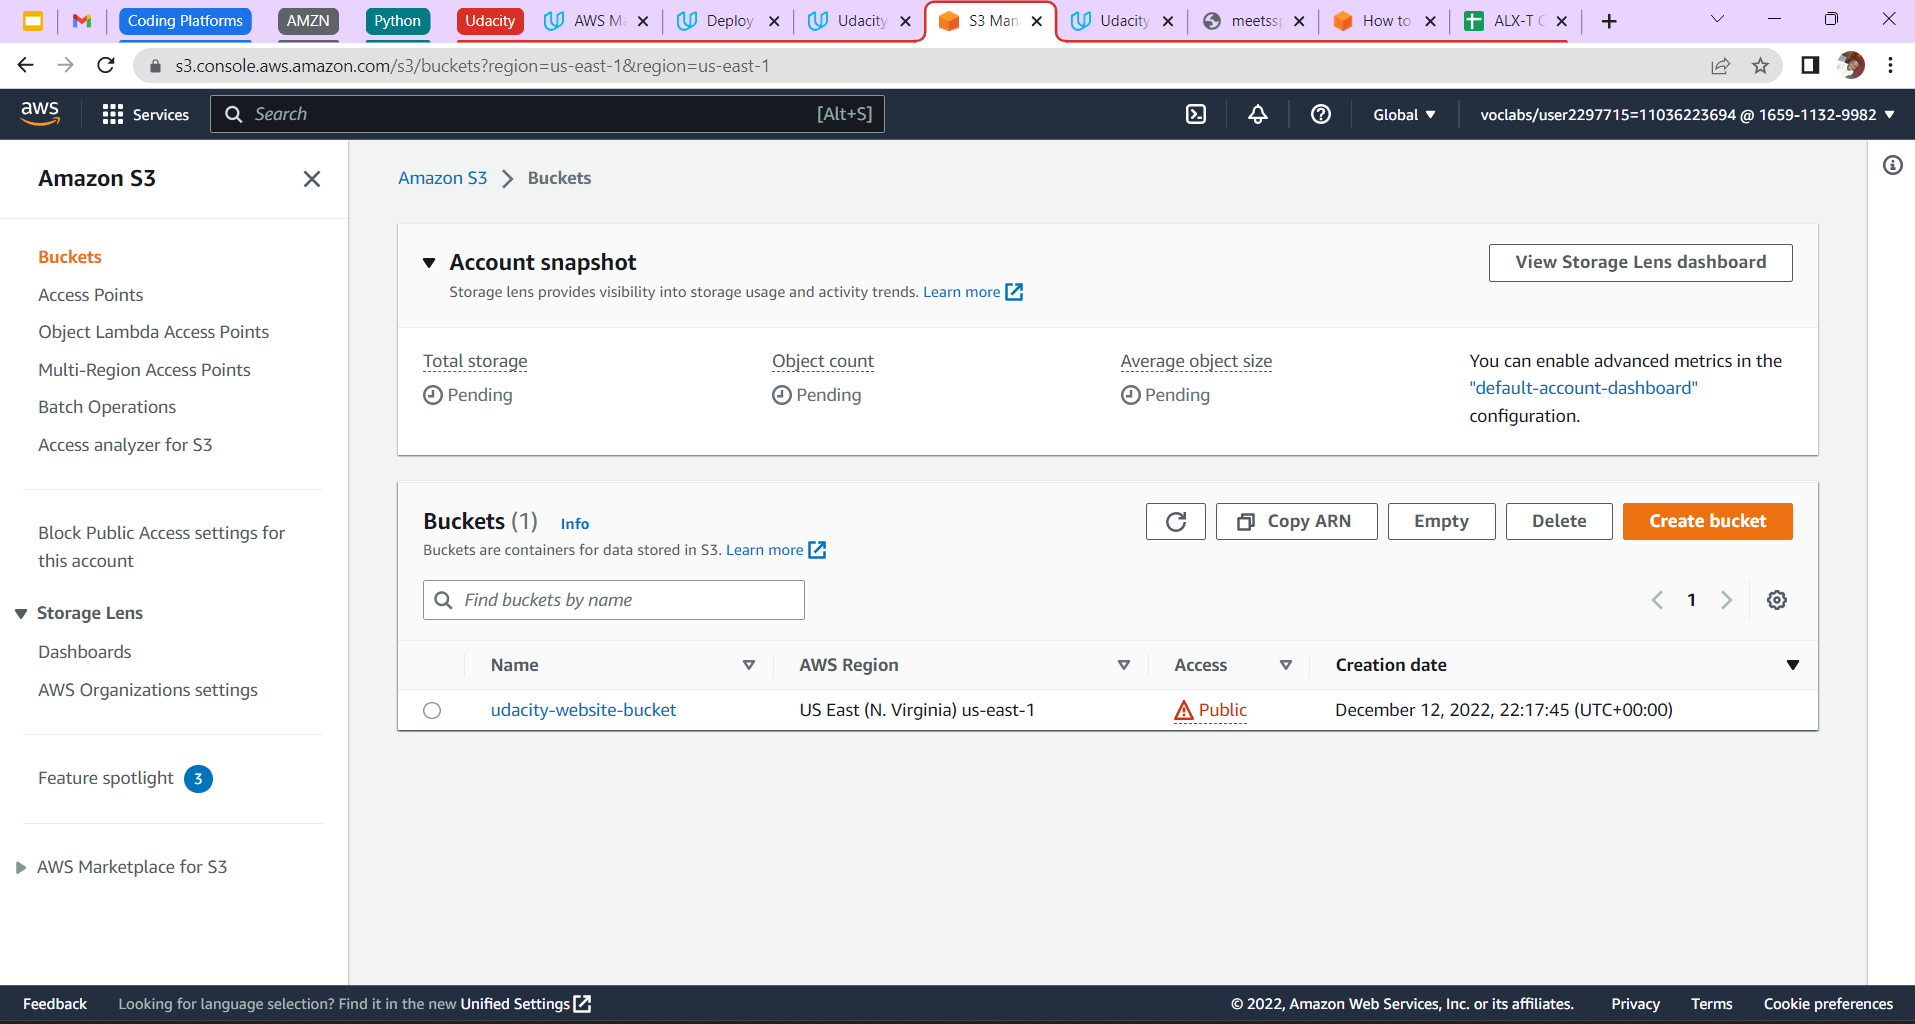 Coding Platforms
AMZN
Python
Udacity
AWS Ma
Deploy
Udacity
S3 Man
Udacity
meetssp
How to
ALX-T C
s3.console.aws.amazon.com/s3/buckets?region=us-east-1&region=us-east-1
aws
Services
Search
[Alt+S]
Global
voclabs/user2297715=11036223694 @ 1659-1132-9982
Amazon S3
Buckets
Access Points
Object Lambda Access Points
Multi-Region Access Points
Batch Operations
Access analyzer for S3
Block Public Access settings for
this account
Storage Lens
Dashboards
AWS Organizations settings
Feature spotlight 3
AWS Marketplace for S3
Amazon S3 > Buckets
Account snapshot
View Storage Lens dashboard
Storage lens provides visibility into storage usage and activity trends. Learn more
Total storage
Pending
Object count
Pending
Average object size
Pending
You can enable advanced metrics in the
"default-account-dashboard"
configuration.
Buckets (1) Info
Copy ARN
Empty
Delete
Create bucket
Buckets are containers for data stored in S3. Learn more
Find buckets by name
1
Name
AWS Region
Access
Creation date
udacity-website-bucket
US East (N. Virginia) us-east-1
Public
December 12, 2022, 22:17:45 (UTC+00:00)
Feedback
Looking for language selection? Find it in the new Unified Settings
© 2022, Amazon Web Services, Inc. or its affiliates.
Privacy
Terms
Cookie preferences